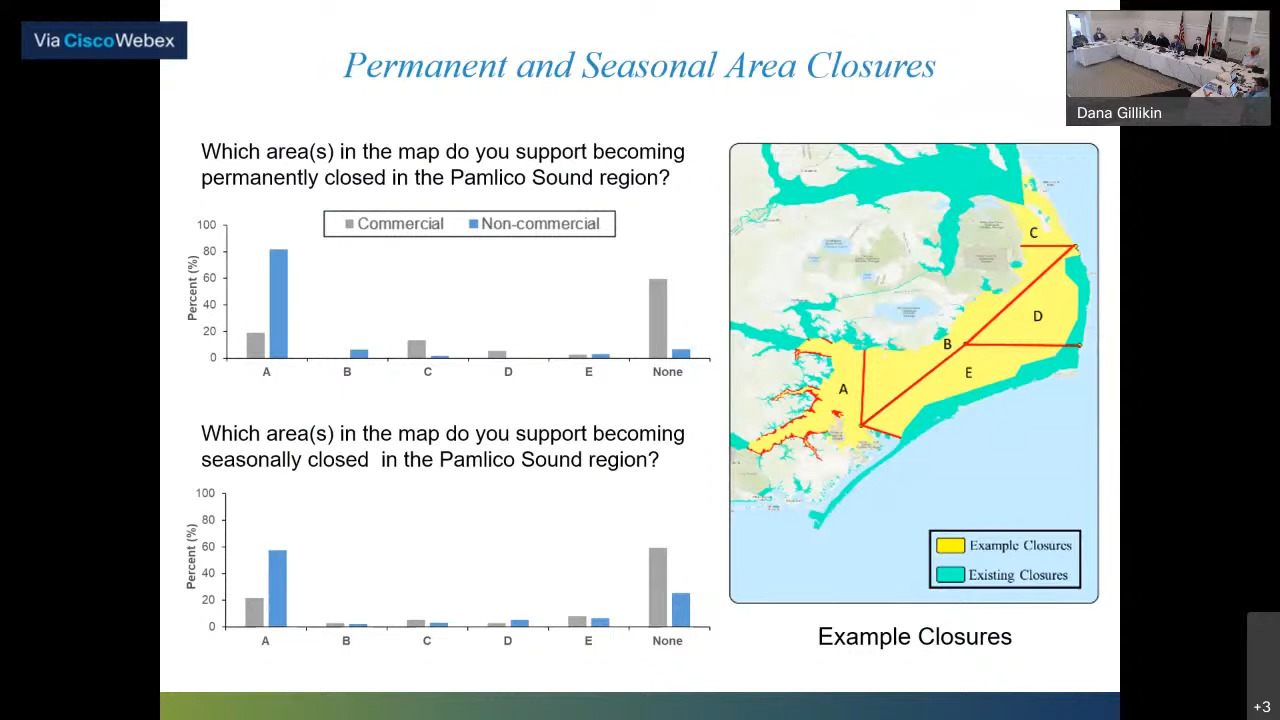 Via CiscoWebex
Permanent and Seasonal Area Closures
Dana Gillikin
Which area(s) in the map do you support becoming
permanently closed in the Pamlico Sound region?
Commercial
Non-commercial
Percent (%)
100
80
60
40
20
0
A
B
C
D
E
None
Which area(s) in the map do you support becoming
seasonally closed in the Pamlico Sound region?
Percent (%)
100
80
60
40
20
0
A
B
C
D
E
None
C
D
B
E
A
Example Closures
Existing Closures
Example Closures
+3